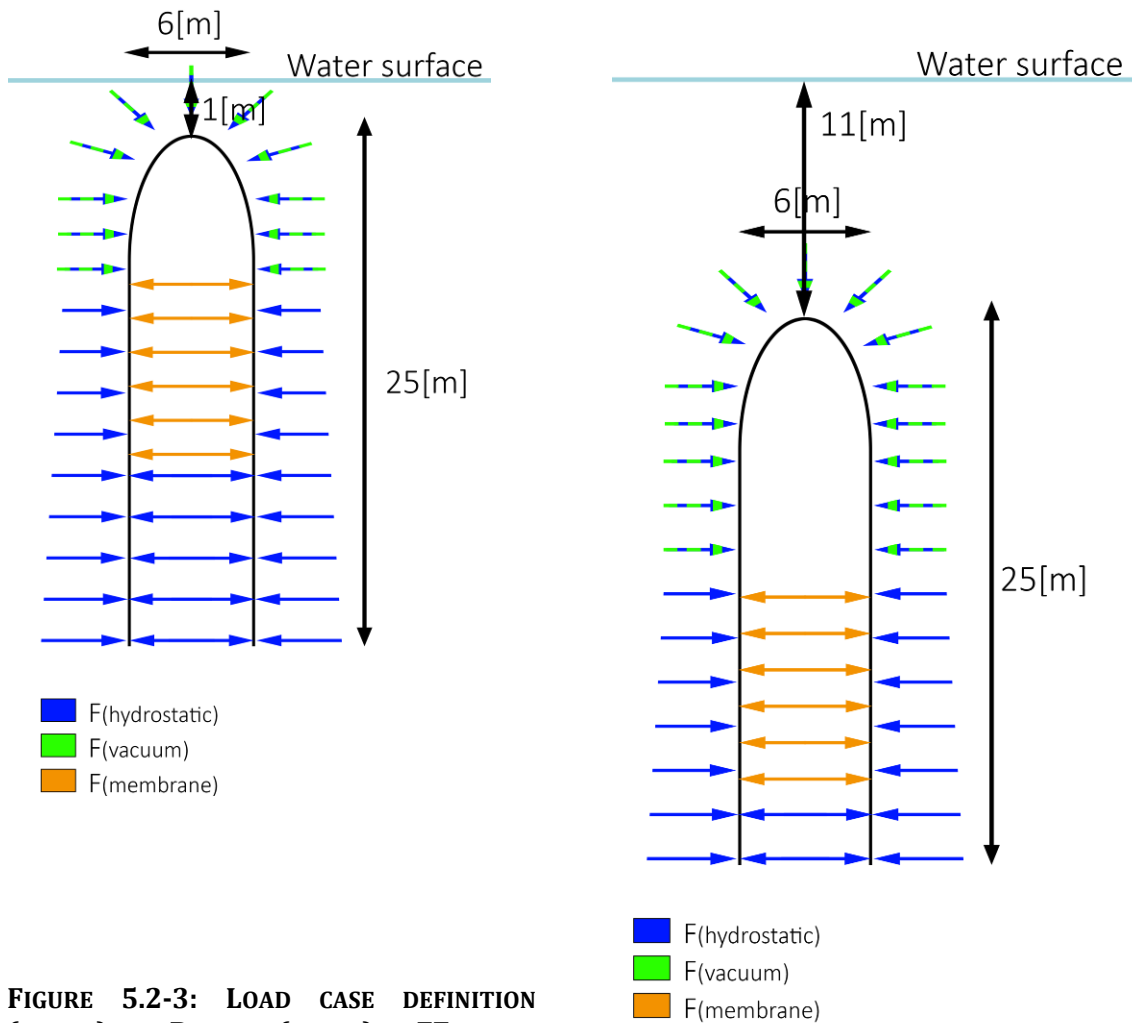 6[m]
Water surface
1[m]
25[m]
F(hydrostatic)
F(vacuum)
F(membrane)
FIGURE 5.2-3: LOAD CASE DEFINITION
Water surface
11[m]
6[m]
25[m]
F(hydrostatic)
F(vacuum)
F(membrane)